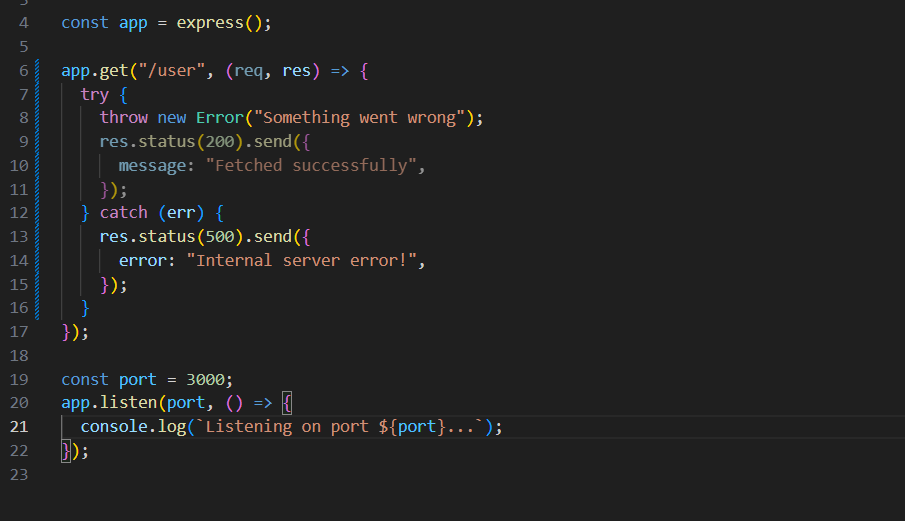 4 const app = express();
5
6 app.get("/user", (req, res) => {
7 try {
8 throw new Error("Something went wrong");
9 res.status(200).send({
10 message: "Fetched successfully",
11 });
12 } catch (err) {
13 res.status(500).send({
14 error: "Internal server error!",
15 });
16 }
17 });
18
19 const port = 3000;
20 app.listen(port, () => {
21 console.log(`Listening on port ${port}...`);
22 });
23